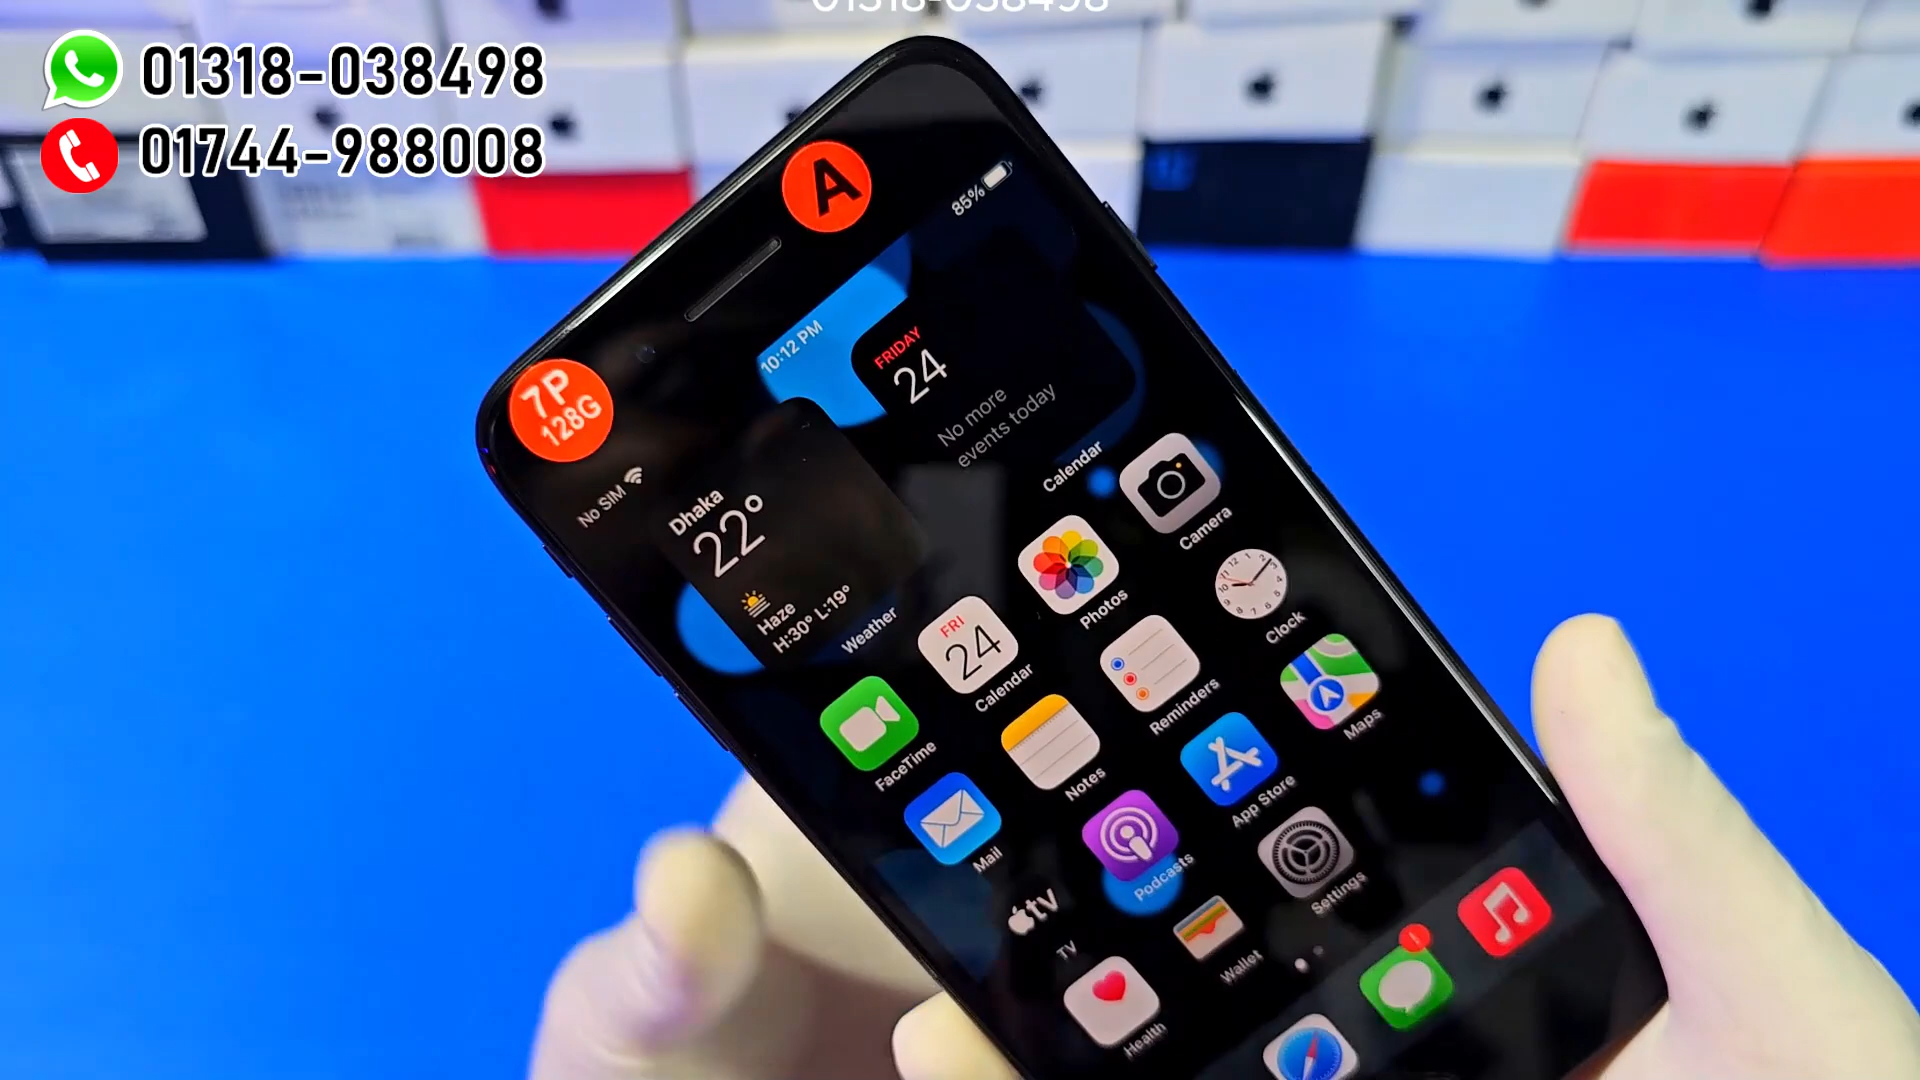 01318-038498
01318-038498
01744-988008
A
85%
7P
128G
10:12 PM
FRIDAY
24
No more
events today
Calendar
No SIM
Dhaka
22°
Haze
H:30° L:19°
Weather
Camera
Photos
FRI
24
Calendar
Clock
Reminders
FaceTime
Notes
Maps
Mail
Podcasts
App Store
tv
TV
Wallet
Settings
Health